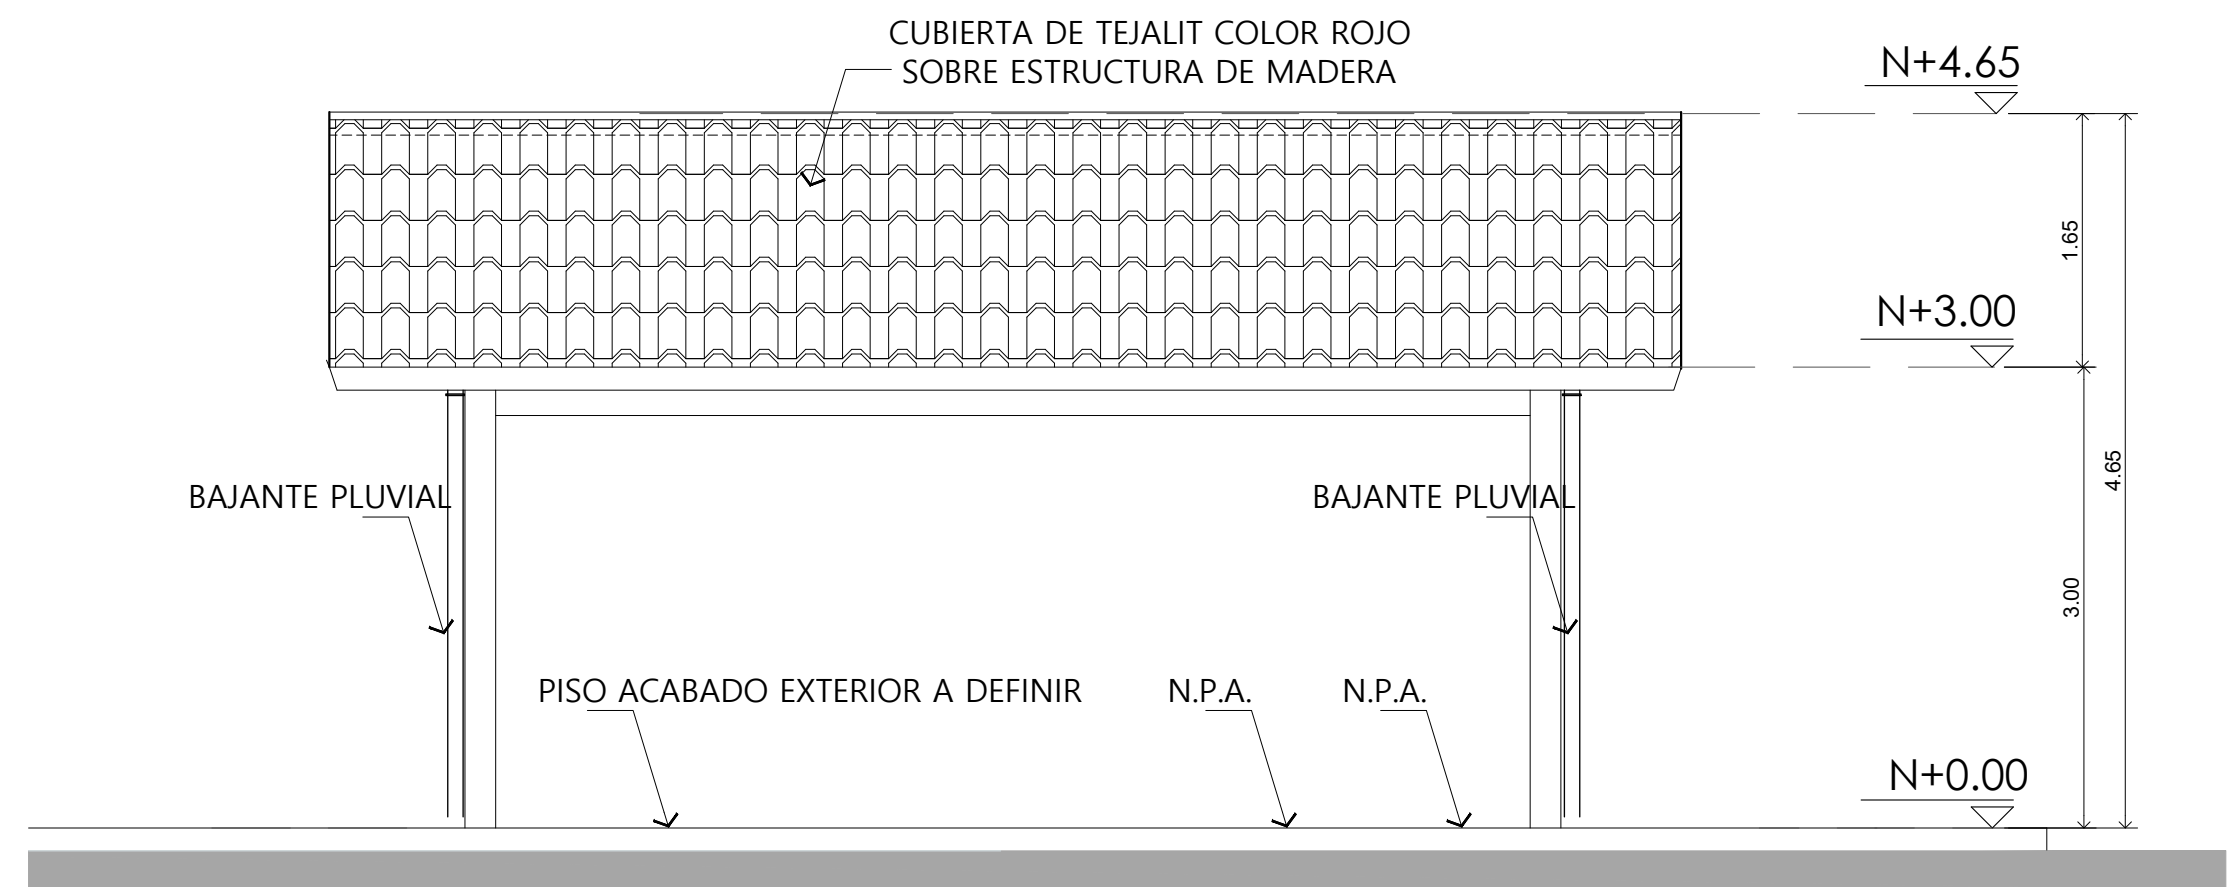 CUBIERTA DE TEJALIT COLOR ROJO
SOBRE ESTRUCTURA DE MADERA
N+4.65
1.65
N+3.00
4.65
BAJANTE PLUVIAL
BAJANTE PLUVIAL
3.00
PISO ACABADO EXTERIOR A DEFINIR
N.P.A.
N.P.A.
N+0.00